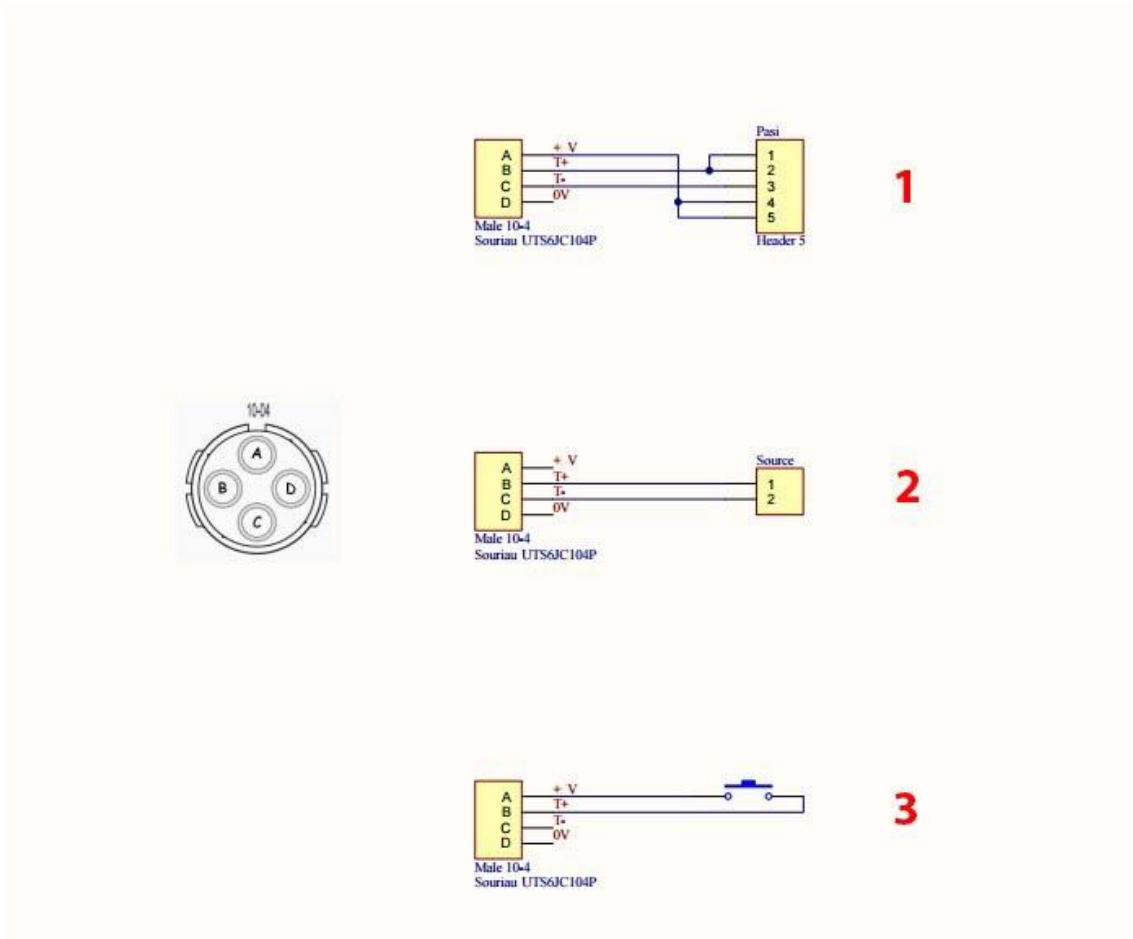 Pasi
A + V 1
B T+ 2
C T- 3
D 0V 4
5
Male 10-4
Souriau UTS6JC104P
Header 5
1
10-04
A
B D
C
Source
A + V
B T+ 1
C T- 2
D 0V
Male 10-4
Souriau UTS6JC104P
2
A + V
B T+
C T-
D 0V
Male 10-4
Souriau UTS6JC104P
3